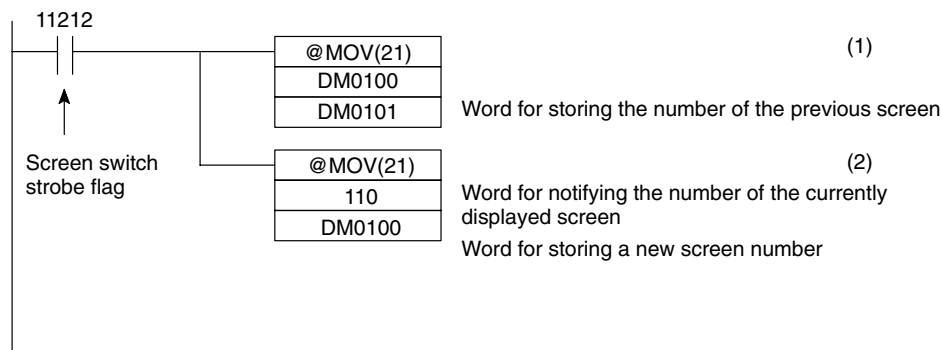 11212
@MOV(21)
(1)
DM0100
DM0101
Word for storing the number of the previous screen
Screen switch
strobe flag
@MOV(21)
(2)
110
Word for notifying the number of the currently
displayed screen
DM0100
Word for storing a new screen number